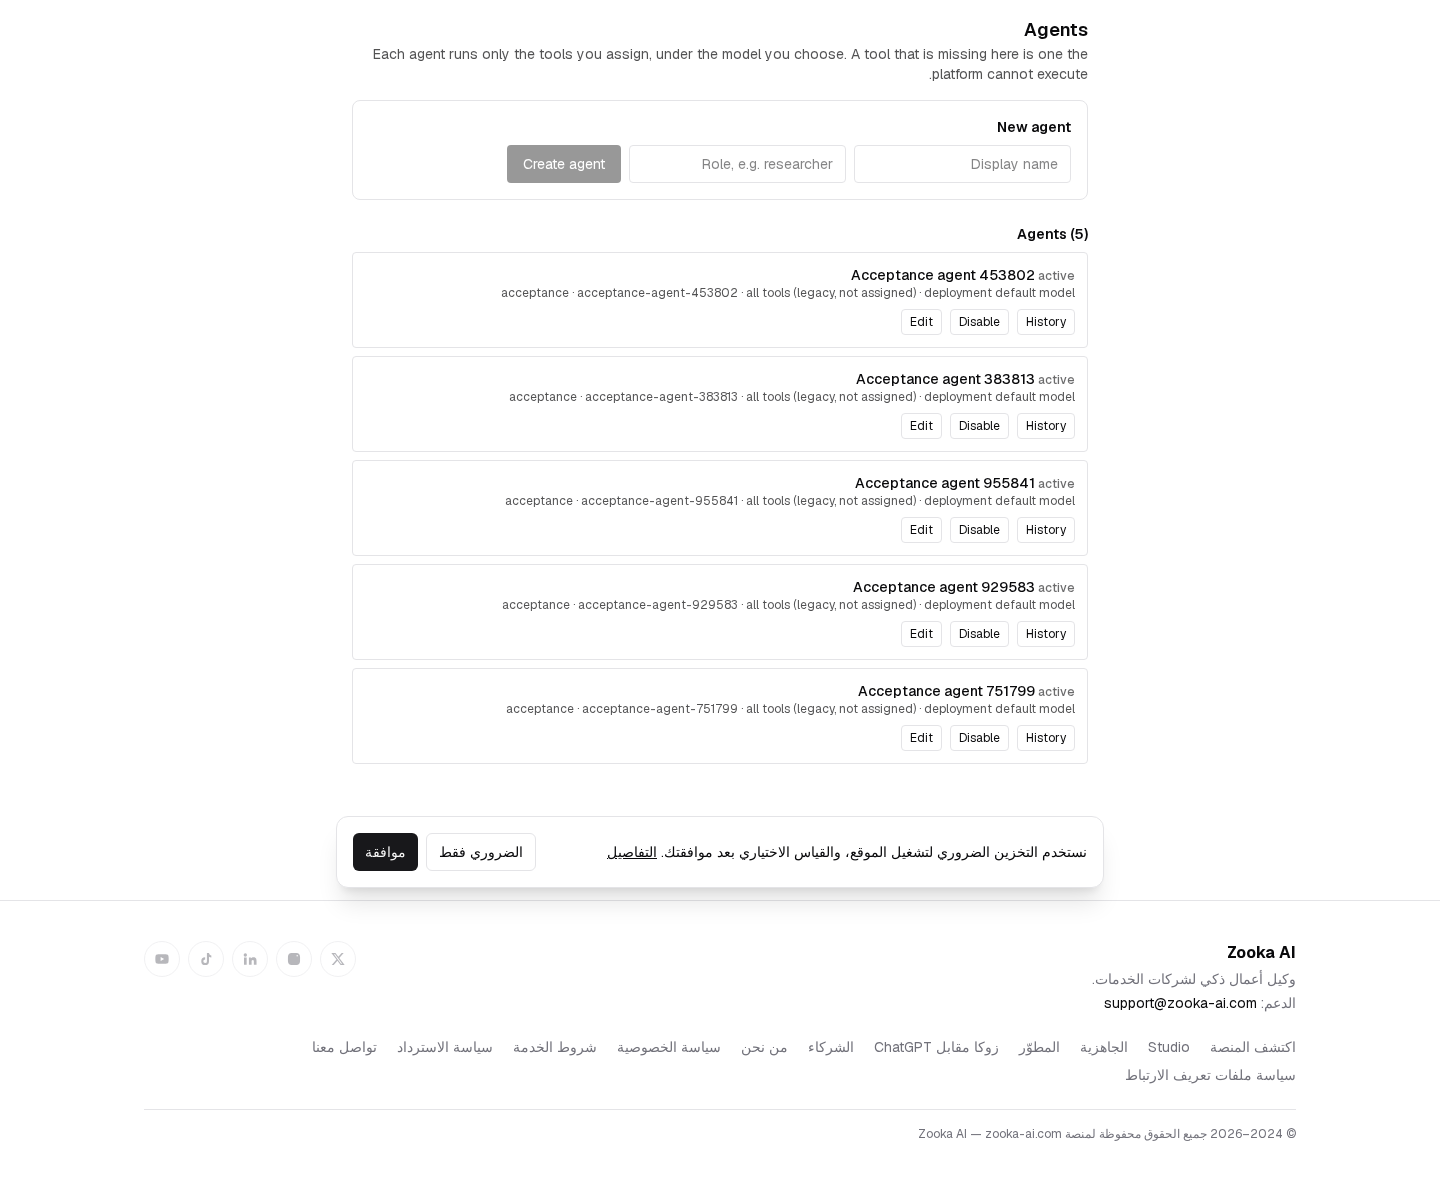 Agents
Each agent runs only the tools you assign, under the model you choose. A tool that is missing here is one the
platform cannot execute.
New agent
Display name
Role, e.g. researcher
Create agent
Agents (5)
Acceptance agent 453802 active
acceptance · acceptance-agent-453802 · all tools (legacy, not assigned) · deployment default model
Edit Disable History
Acceptance agent 383813 active
acceptance · acceptance-agent-383813 · all tools (legacy, not assigned) · deployment default model
Edit Disable History
Acceptance agent 955841 active
acceptance · acceptance-agent-955841 · all tools (legacy, not assigned) · deployment default model
Edit Disable History
Acceptance agent 929583 active
acceptance · acceptance-agent-929583 · all tools (legacy, not assigned) · deployment default model
Edit Disable History
Acceptance agent 751799 active
acceptance · acceptance-agent-751799 · all tools (legacy, not assigned) · deployment default model
Edit Disable History
نستخدم التخزين الضروري لتشغيل الموقع، والقياس الاختياري بعد موافقتك. التفاصيل
الضروري فقط
موافقة
Zooka AI
وكيل أعمال ذكي لشركات الخدمات.
الدعم: support@zooka-ai.com
اكتشف المنصة Studio الجاهزية المطوّر زوكا مقابل ChatGPT الشركاء من نحن سياسة الخصوصية شروط الخدمة سياسة الاسترداد تواصل معنا
سياسة ملفات تعريف الارتباط
© 2024–2026 جميع الحقوق محفوظة لمنصة Zooka AI — zooka-ai.com